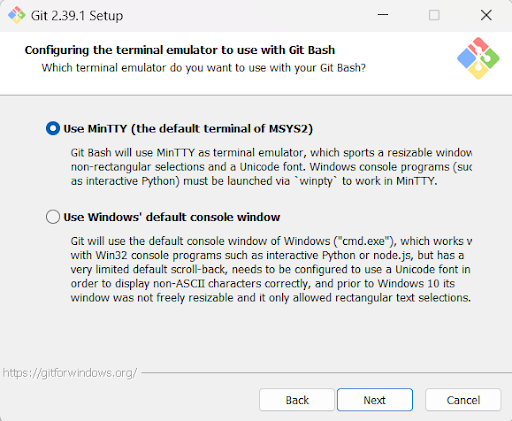 Git 2.39.1 Setup
Configuring the terminal emulator to use with Git Bash
Which terminal emulator do you want to use with your Git Bash?
Use MinTTY (the default terminal of MSYS2)
Git Bash will use MinTTY as terminal emulator, which sports a resizable window
non-rectangular selections and a Unicode font. Windows console programs (suc
as interactive Python) must be launched via `winpty` to work in MinTTY.
Use Windows' default console window
Git will use the default console window of Windows ("cmd.exe"), which works
with Win32 console programs such as interactive Python or node.js, but has a
very limited default scroll-back, needs to be configured to use a Unicode font in
order to display non-ASCII characters correctly, and prior to Windows 10 its
window was not freely resizable and it only allowed rectangular text selections.
https://gitforwindows.org/
Back
Next
Cancel